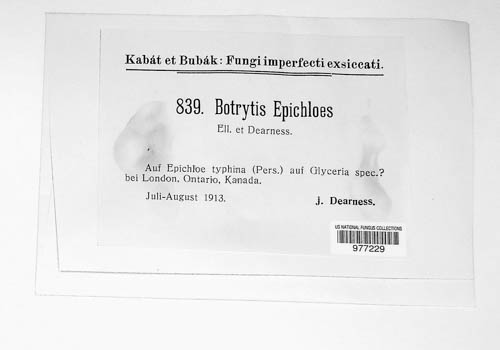 Kabát et Bubák: Fungi imperfecti exsiccati.
839. Botrytis Epichloes
Ell. et Dearness.
Auf Epichloe typhina (Pers.) auf Glyceria spec.?
bei London, Ontario, Kanada.
Juli-August 1913. J. Dearness.
US NATIONAL FUNGUS COLLECTIONS
977229